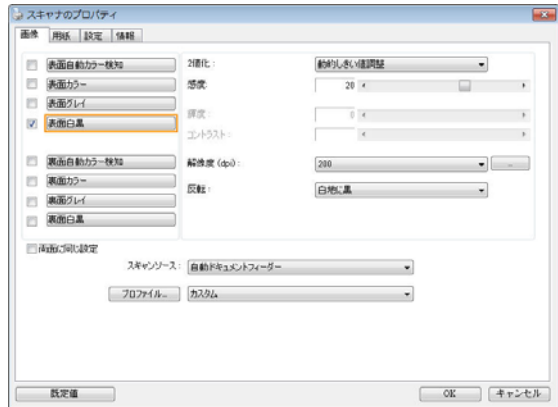 スキャナのプロパティ
画像 用紙 設定 情報
表面自動カラー検知
表面カラー
表面グレイ
表面白黒
裏面自動カラー検知
裏面カラー
裏面グレイ
裏面白黒
2値化: 動的しきい値調整
感度: 20
輝度: 0
コントラスト:
解像度 (dpi): 200 ...
反転: 白地に黒
両面に同じ設定
スキャンソース: 自動ドキュメントフィーダー
プロファイル... カスタム
既定値 OK キャンセル